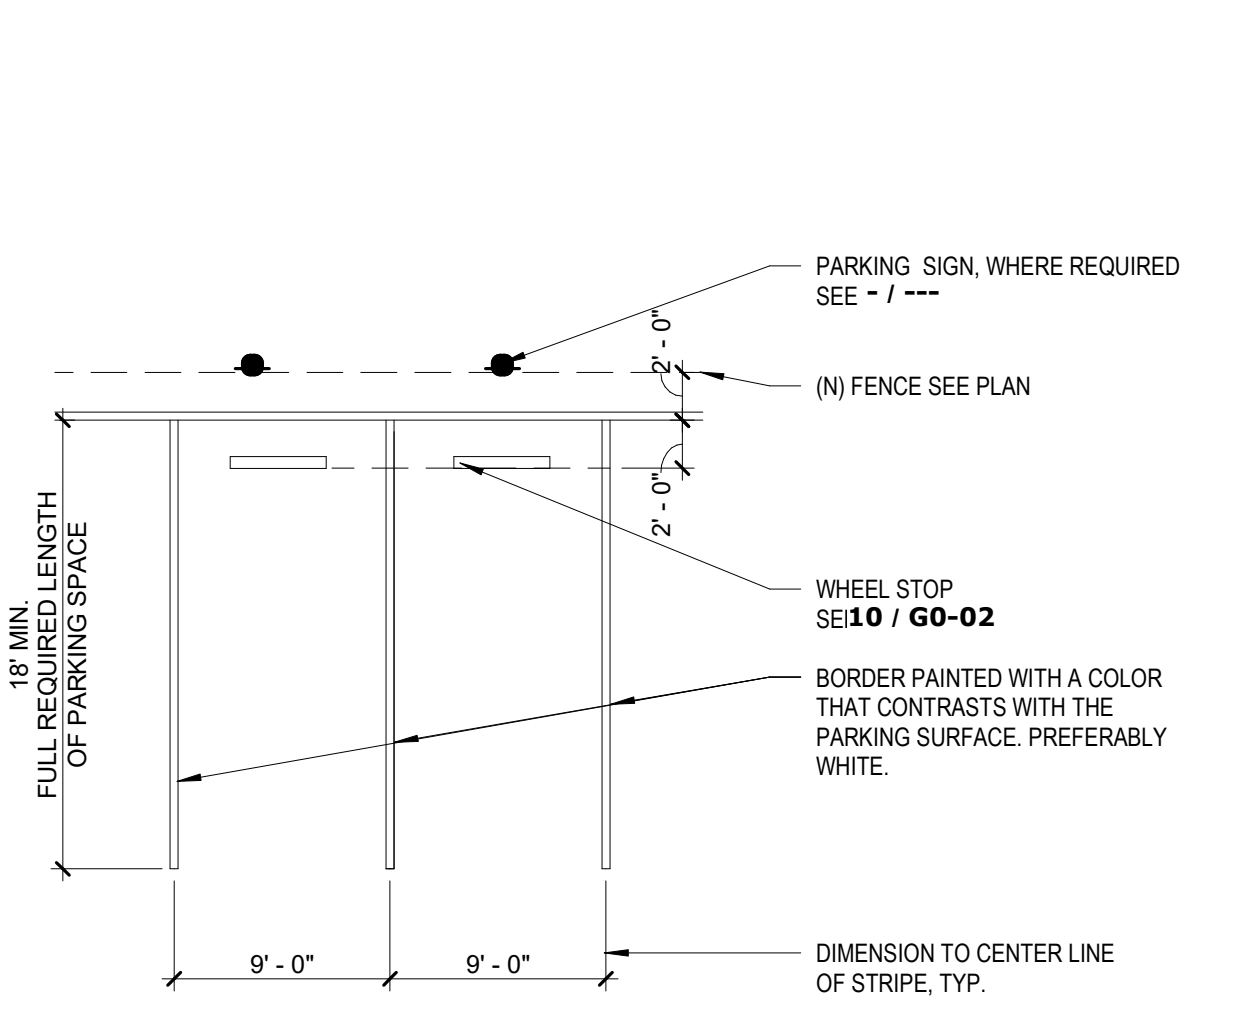 PARKING SIGN, WHERE REQUIRED
SEE - / ---
2' - 0"
(N) FENCE SEE PLAN
2' - 0"
18' MIN.
FULL REQUIRED LENGTH
OF PARKING SPACE
WHEEL STOP
SEE 10 / G0-02
BORDER PAINTED WITH A COLOR
THAT CONTRASTS WITH THE
PARKING SURFACE. PREFERABLY
WHITE.
9' - 0"
9' - 0"
DIMENSION TO CENTER LINE
OF STRIPE, TYP.